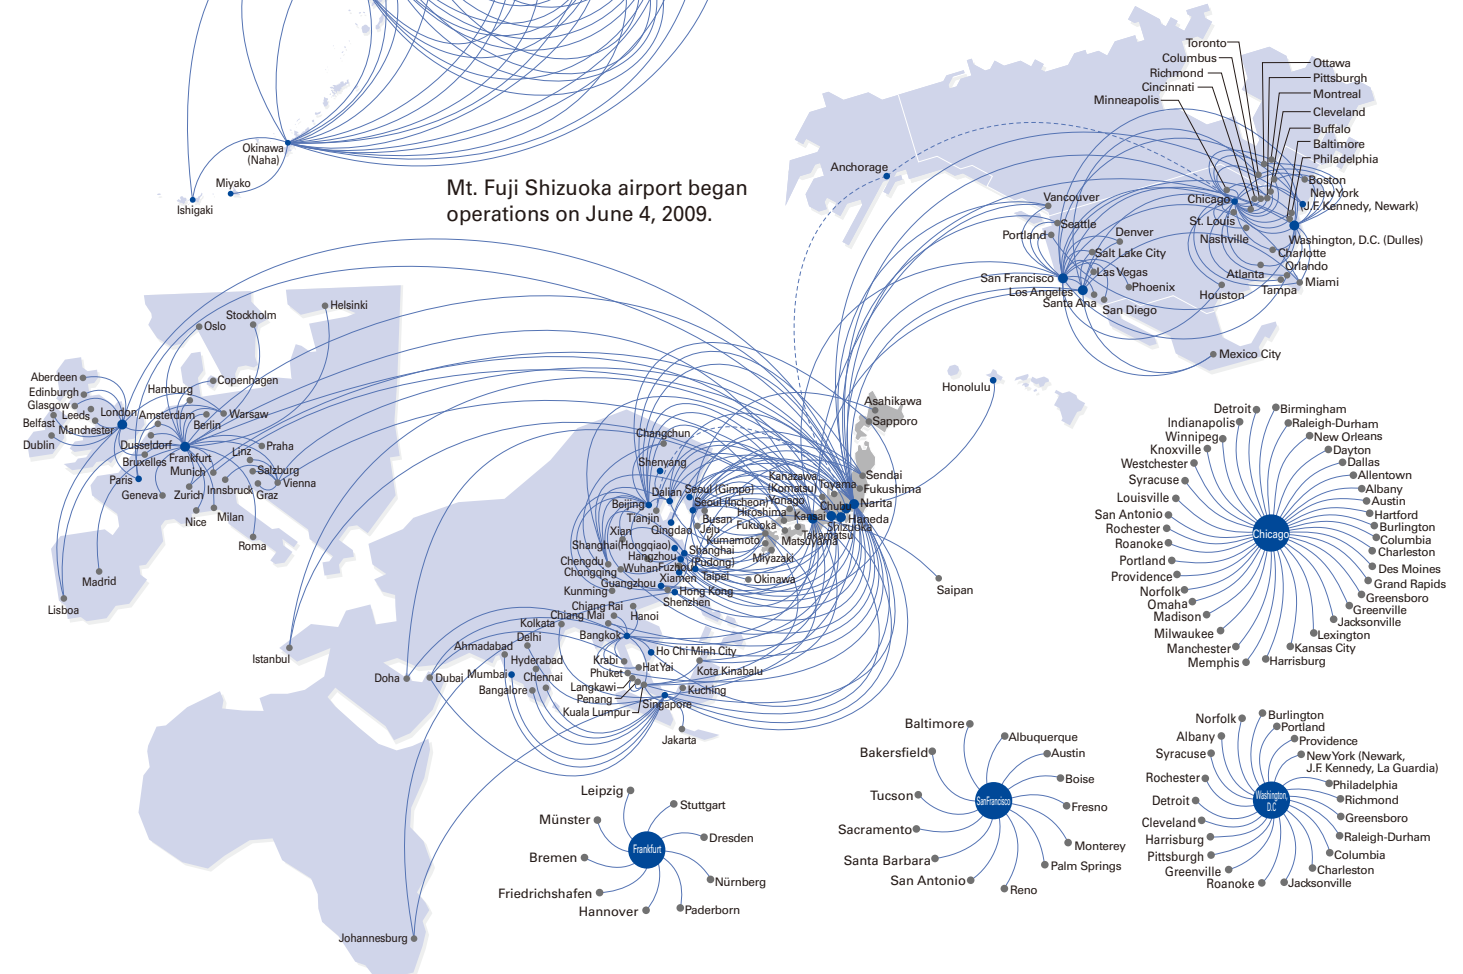 Okinawa
(Naha)
Miyako
Ishigaki
Mt. Fuji Shizuoka airport began
operations on June 4, 2009.
Toronto
Columbus
Richmond
Cincinnati
Minneapolis
Ottawa
Pittsburgh
Montreal
Cleveland
Buffalo
Baltimore
Philadelphia
Boston
New York
(J.F. Kennedy, Newark)
Anchorage
Chicago
St. Louis
Nashville
Washington, D.C. (Dulles)
Charlotte
Orlando
Atlanta
Miami
Tampa
Houston
Vancouver
Seattle
Portland
Denver
Salt Lake City
San Francisco
Las Vegas
Los Angeles
Phoenix
Santa Ana
San Diego
Mexico City
Honolulu
Helsinki
Stockholm
Oslo
Aberdeen
Edinburgh
Glasgow
Leeds
Belfast
Manchester
Dublin
London
Hamburg
Copenhagen
Amsterdam
Warsaw
Berlin
Dusseldorf
Bruxelles
Frankfurt
Praha
Linz
Munich
Salzburg
Paris
Vienna
Geneva
Zurich
Innsbruck
Graz
Nice
Milan
Roma
Madrid
Lisboa
Istanbul
Doha
Dubai
Johannesburg
Asahikawa
Sapporo
Changchun
Shenyang
Dalian
Seoul (Gimpo)
Beijing
Seoul (Incheon)
Tianjin
Busan
Qingdao
Jeju
Xian
Kanazawa
(Komatsu)
Toyama
Sendai
Fukushima
Yonago
Narita
Chubu
Hiroshima
Kansai
Haneda
Shizuoka
Fukuoka
Takamatsu
Kumamoto
Matsuyama
Miyazaki
Okinawa
Shanghai(Hongqiao)
Shanghai
(Pudong)
Hangzhou
Chengdu
Wuhan
Fuzhou
Chongqing
Xiamen
Taipei
Guangzhou
Kunming
Hong Kong
Shenzhen
Saipan
Chiang Rai
Chiang Mai
Hanoi
Kolkata
Bangkok
Delhi
Ahmadabad
Ho Chi Minh City
Hyderabad
Krabi
Hat Yai
Mumbai
Chennai
Phuket
Kota Kinabalu
Bangalore
Langkawi
Kuching
Penang
Singapore
Kuala Lumpur
Jakarta
Detroit
Birmingham
Indianapolis
Raleigh-Durham
Winnipeg
New Orleans
Knoxville
Dayton
Westchester
Dallas
Syracuse
Allentown
Louisville
Albany
San Antonio
Austin
Rochester
Hartford
Roanoke
Burlington
Chicago
Columbia
Portland
Charleston
Providence
Des Moines
Norfolk
Grand Rapids
Omaha
Greensboro
Madison
Greenville
Milwaukee
Jacksonville
Manchester
Lexington
Memphis
Kansas City
Harrisburg
Leipzig
Stuttgart
Münster
Dresden
Frankfurt
Bremen
Nürnberg
Friedrichshafen
Paderborn
Hannover
Baltimore
Albuquerque
Bakersfield
Austin
Boise
Tucson
SanFrancisco
Fresno
Sacramento
Monterey
Santa Barbara
Palm Springs
San Antonio
Reno
Norfolk
Burlington
Portland
Albany
Providence
Syracuse
New York (Newark,
J.F. Kennedy, La Guardia)
Rochester
Philadelphia
Detroit
Washington,
D.C
Richmond
Cleveland
Greensboro
Harrisburg
Raleigh-Durham
Pittsburgh
Columbia
Greenville
Charleston
Roanoke
Jacksonville